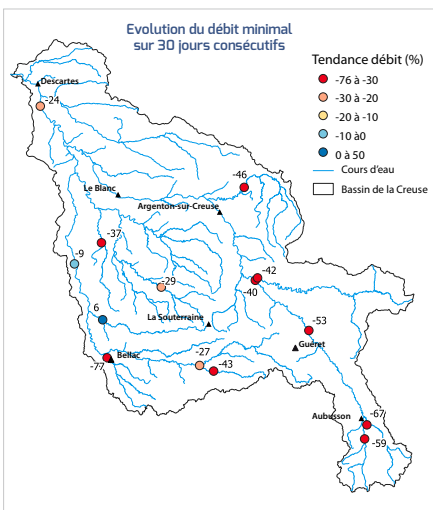 Evolution du débit minimal
sur 30 jours consécutifs
Tendance débit (%)
-76 à -30
-30 à -20
-20 à -10
-10 à0
0 à 50
Cours d'eau
Bassin de la Creuse
Descartes
-24
-46
Le Blanc
Argenton-sur-Creuse
-37
-9
-42
-29
-40
6
La Souterraine
-53
Guéret
-77
Bellac
-27
-43
Aubusson
-67
-59